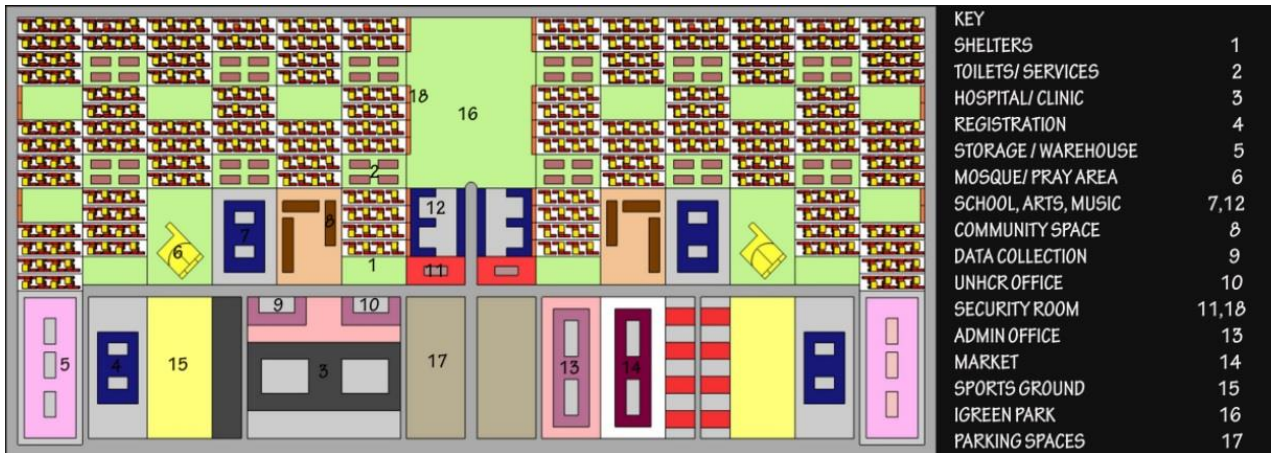 18
16
2
12
7
8
6
1
11
9
10
5
4
15
3
17
13
14
KEY
SHELTERS 1
TOILETS/ SERVICES 2
HOSPITAL/ CLINIC 3
REGISTRATION 4
STORAGE / WAREHOUSE 5
MOSQUE/ PRAY AREA 6
SCHOOL, ARTS, MUSIC 7,12
COMMUNITY SPACE 8
DATA COLLECTION 9
UNHCR OFFICE 10
SECURITY ROOM 11,18
ADMIN OFFICE 13
MARKET 14
SPORTS GROUND 15
IGREEN PARK 16
PARKING SPACES 17